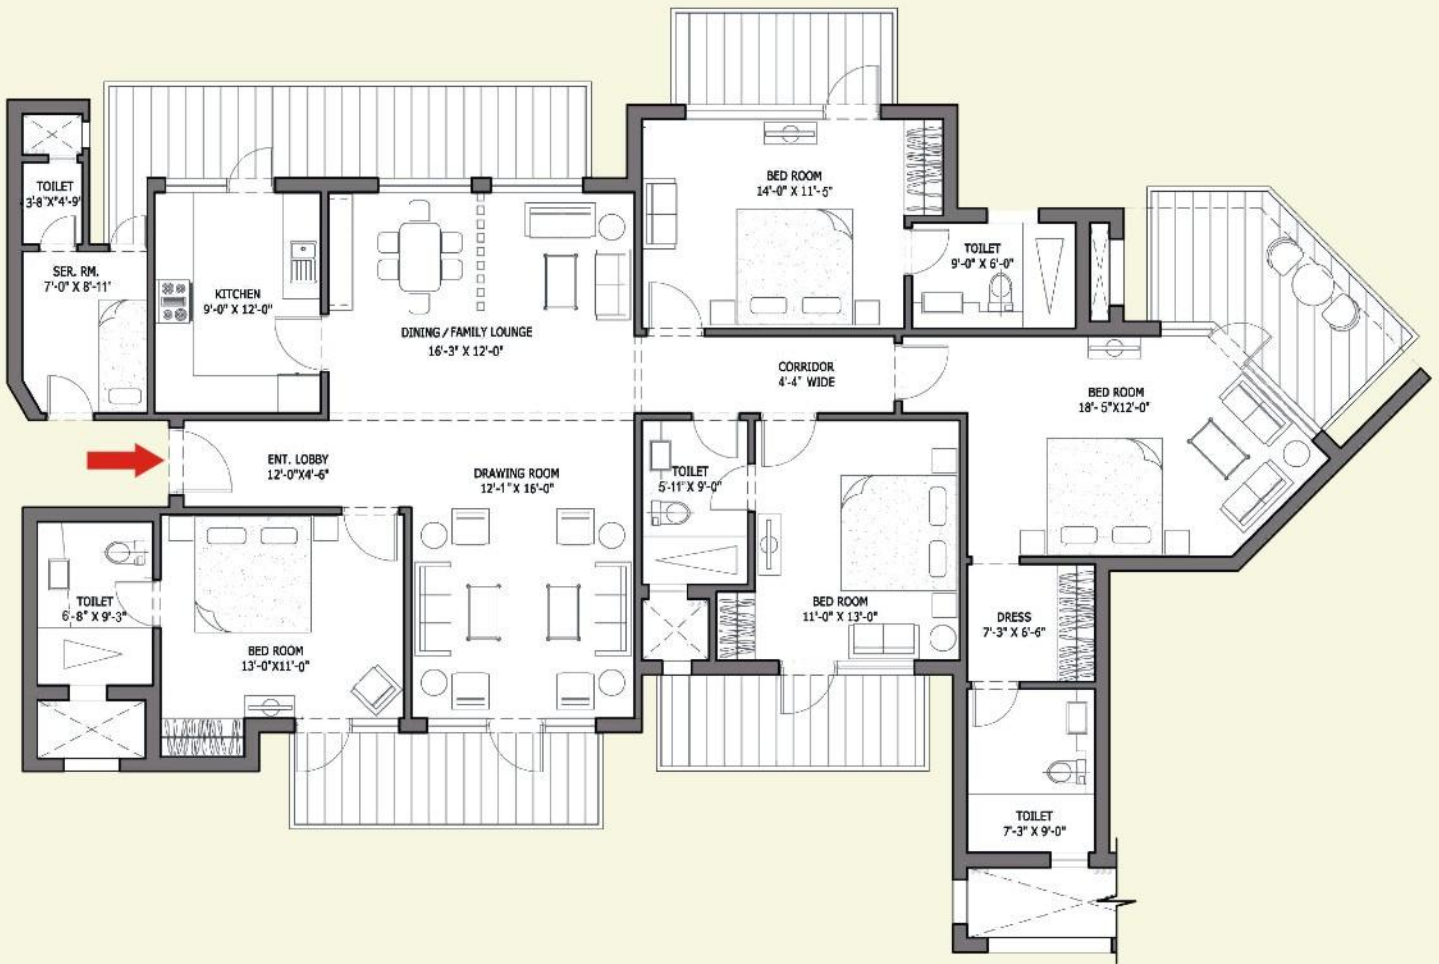 BED ROOM
14'-0" X 11'-5"
TOILET
3'8"X"4'-9'
SER. RM.
7'-0" X 8'-11'
KITCHEN
9'-0" X 12'-0"
DINING / FAMILY LOUNGE
16'-3" X 12'-0"
TOILET
9'-0" X 6'-0"
CORRIDOR
4'-4" WIDE
BED ROOM
18'- 5"X12'-0"
ENT. LOBBY
12'-0"X4'-6"
DRAWING ROOM
12'-1" X 16'-0"
TOILET
5'-11" X 9'-0"
TOILET
6'-8" X 9'-3"
BED ROOM
13'-0"X11'-0"
BED ROOM
11'-0" X 13'-0"
DRESS
7'-3" X 6'-6"
TOILET
7'-3" X 9'-0"